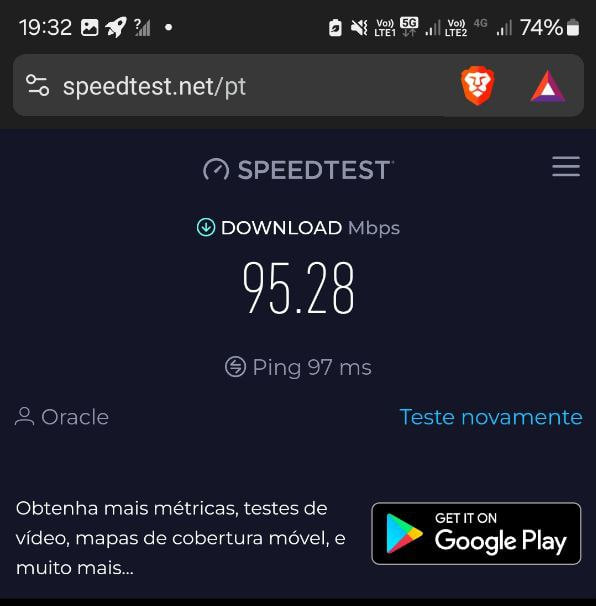 19:32 ? Vo)) LTE1 5G Vo)) LTE2 4G 74%
speedtest.net/pt
SPEEDTEST
DOWNLOAD Mbps
95.28
Ping 97 ms
Oracle Teste novamente
Obtenha mais métricas, testes de
vídeo, mapas de cobertura móvel, e
muito mais...
GET IT ON
Google Play